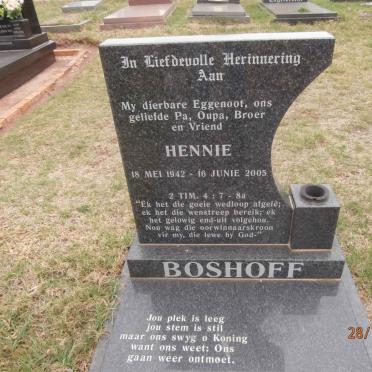 In Liefdevolle Herinnering
Aan
My dierbare Eggenoot, ons
geliefde Pa, Oupa, Broer
en Vriend
HENNIE
18 MEI 1942 - 16 JUNIE 2005
2 TIM. 4 : 7 - 8a
"Ek het die goeie wedloop afgelê;
ek het die wenstreep bereik; ek
het gelowig end-uit volgehou.
Nou wag die oorwinnaarskroon
vir my, die lewe by God-"
BOSHOFF
Jou plek is leeg
jou stem is stil
maar ons swyg o Koning
want ons weet: Ons
gaan weer ontmoet.
28/